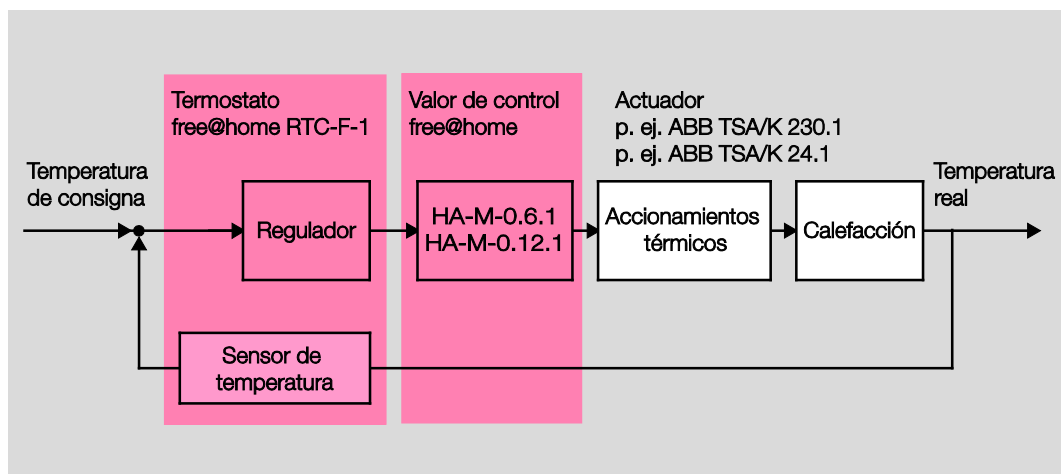 Termostato
free@home RTC-F-1
Valor de control
free@home
Actuador
p. ej. ABB TSA/K 230.1
p. ej. ABB TSA/K 24.1
Temperatura
de consigna
Temperatura
real
Regulador
HA-M-0.6.1
HA-M-0.12.1
Accionamientos
térmicos
Calefacción
Sensor de
temperatura